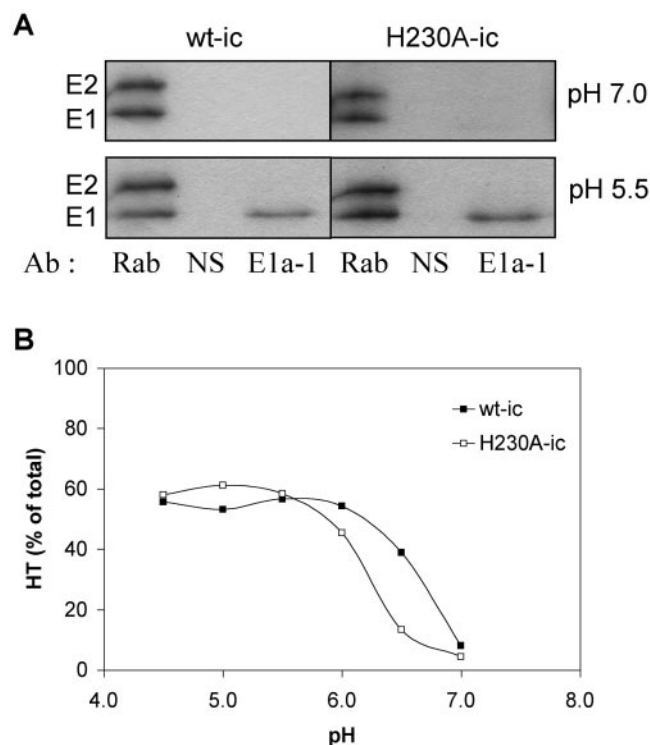 A
wt-ic H230A-ic
E2
E1
pH 7.0
E2
E1
pH 5.5
Ab : Rab NS E1a-1 Rab NS E1a-1
B
100
80
60
40
20
0
HT (% of total)
wt-ic
H230A-ic
4.0 5.0 6.0 7.0 8.0
pH